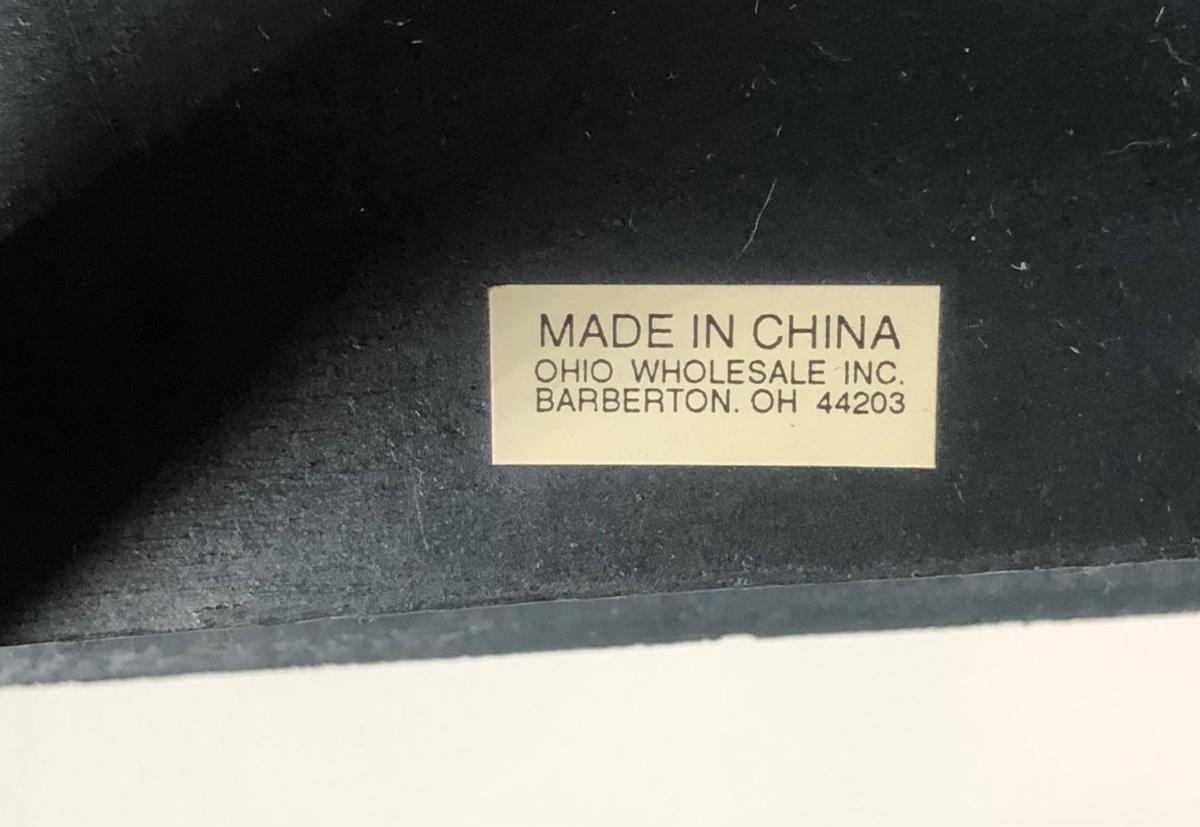 MADE IN CHINA
OHIO WHOLESALE INC.
BARBERTON. OH 44203